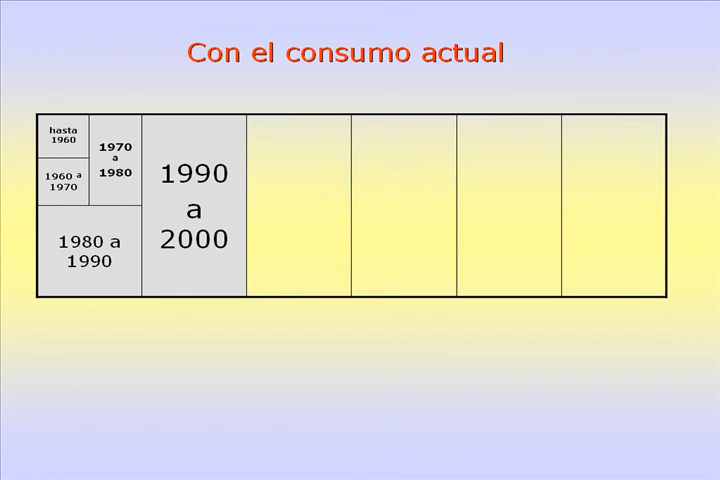 Con el consumo actual
hasta
1960
1970
a
1980
1960 a
1970
1990
a
2000
1980 a
1990